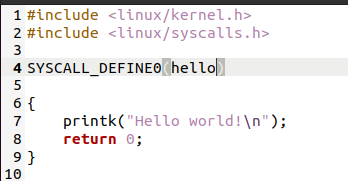 1 #include <linux/kernel.h>
2 #include <linux/syscalls.h>
3
4 SYSCALL_DEFINE0(hello)
5
6 {
7     printk("Hello world!\n");
8     return 0;
9 }
10